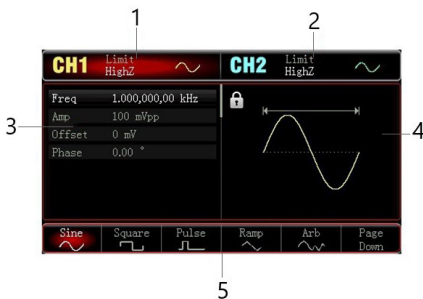 1
2
CH1 Limit HighZ
CH2 Limit HighZ
3
4
Freq 1.000,000,00 kHz
Amp 100 mVpp
Offset 0 mV
Phase 0.00 °
Sine Square Pulse Ramp Arb Page Down
5